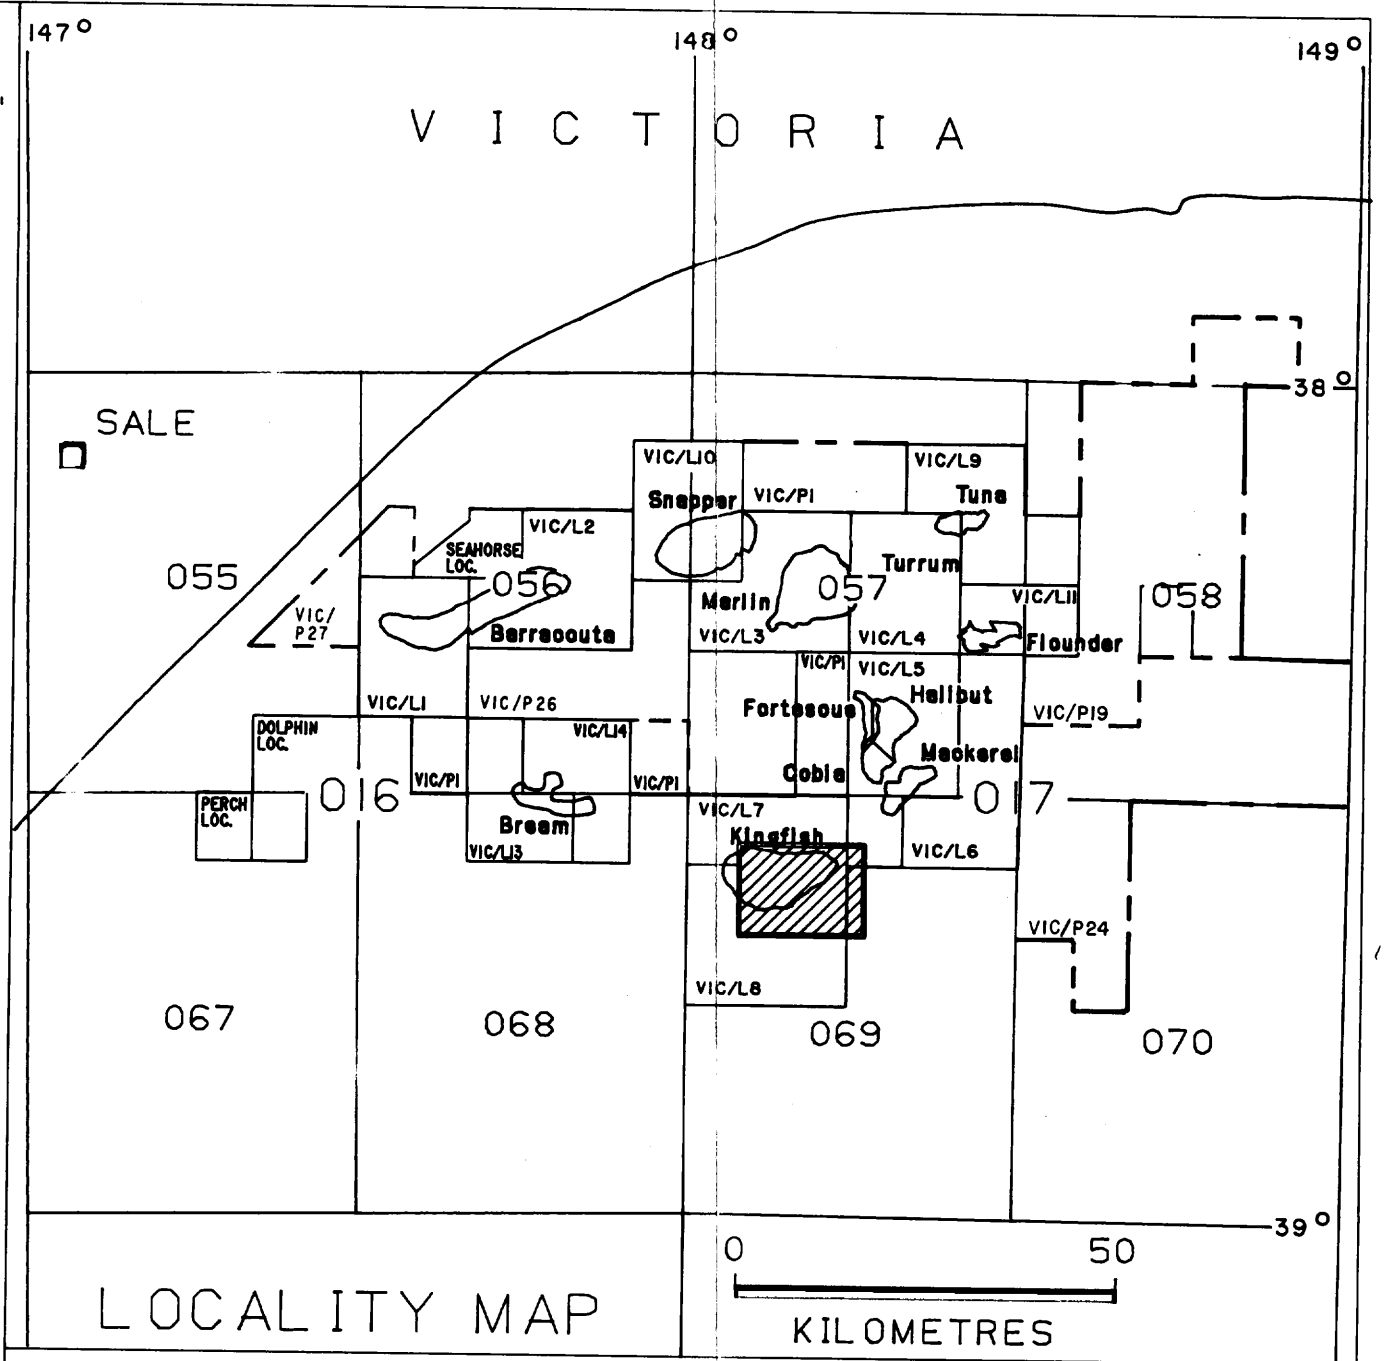 147° 148° 149°
VICTORIA
38°
SALE
VIC/L10
VIC/L9
Snapper
VIC/P1
Tuna
VIC/L2
SEAHORSE
LOC.
Turrum
055
056
057
058
Marlin
VIC/L11
VIC/
P27
Barracouta
VIC/L3
VIC/L4
Flounder
VIC/P1
VIC/L5
VIC/L1
VIC/P26
Fortescue
Halibut
VIC/P19
DOLPHIN
LOC.
VIC/L14
Mackerel
VIC/P1
VIC/P1
Cobia
016
017
PERCH
LOC.
VIC/L7
Bream
Kingfish
VIC/L13
VIC/L6
VIC/P24
VIC/L8
067
068
069
070
39°
0 50
LOCALITY MAP
KILOMETRES